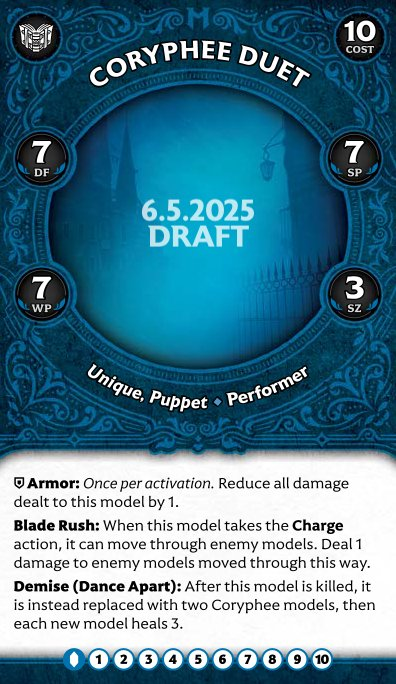 10
COST
CORYPHEE DUET
7
DF
7
SP
6.5.2025
DRAFT
7
WP
3
SZ
Unique, Puppet ◆ Performer
Armor: Once per activation. Reduce all damage
dealt to this model by 1.
Blade Rush: When this model takes the Charge
action, it can move through enemy models. Deal 1
damage to enemy models moved through this way.
Demise (Dance Apart): After this model is killed, it
is instead replaced with two Coryphee models, then
each new model heals 3.
1 2 3 4 5 6 7 8 9 10